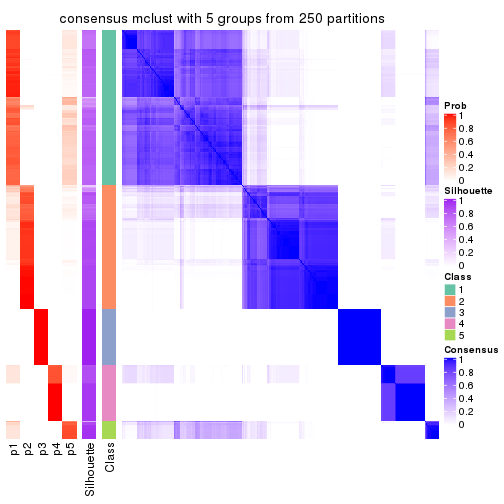 consensus mclust with 5 groups from 250 partitions
p1
p2
p3
p4
p5
Silhouette
Class
Prob
1
0.8
0.6
0.4
0.2
0
Silhouette
1
0.8
0.6
0.4
0.2
0
Class
1
2
3
4
5
Consensus
1
0.8
0.6
0.4
0.2
0